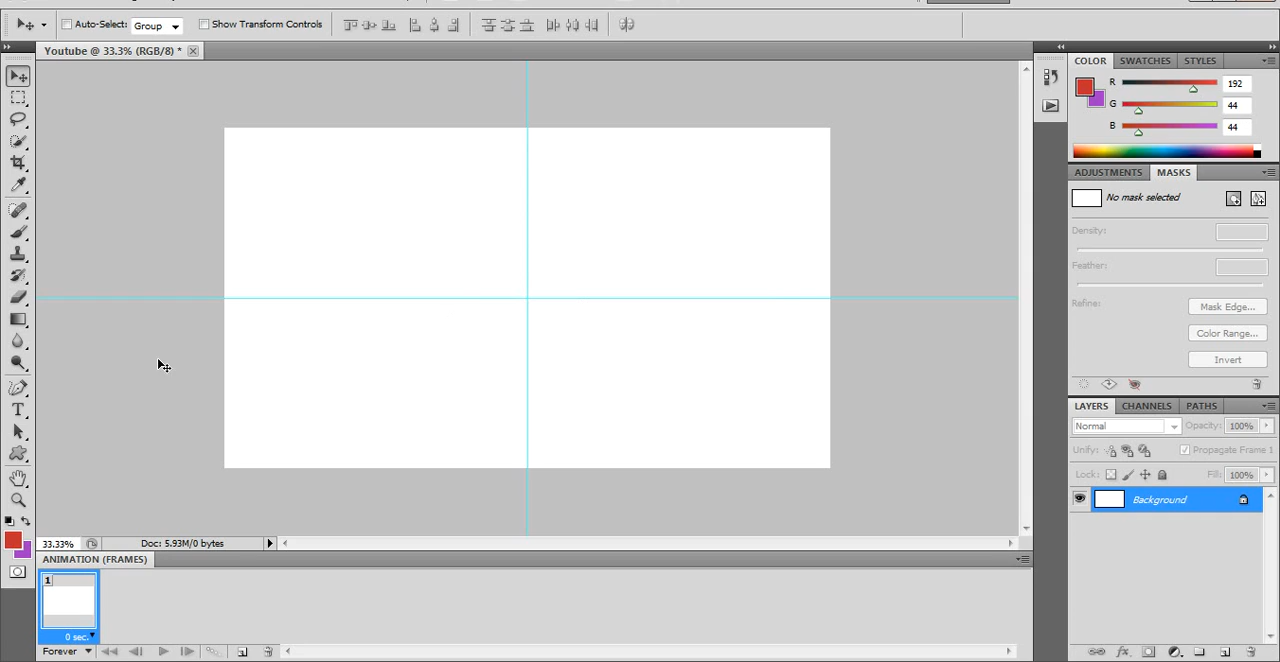 Auto-Select: Group Show Transform Controls
Youtube @ 33.3% (RGB/8) *
COLOR SWATCHES STYLES
R 192
G 44
B 44
ADJUSTMENTS MASKS
No mask selected
Density:
Feather:
Refine: Mask Edge...
Color Range...
Invert
LAYERS CHANNELS PATHS
Normal Opacity: 100%
Unify: Propagate Frame 1
Lock: Fill: 100%
Background
33.33% Doc: 5.93M/0 bytes
ANIMATION (FRAMES)
1
0 sec.
Forever